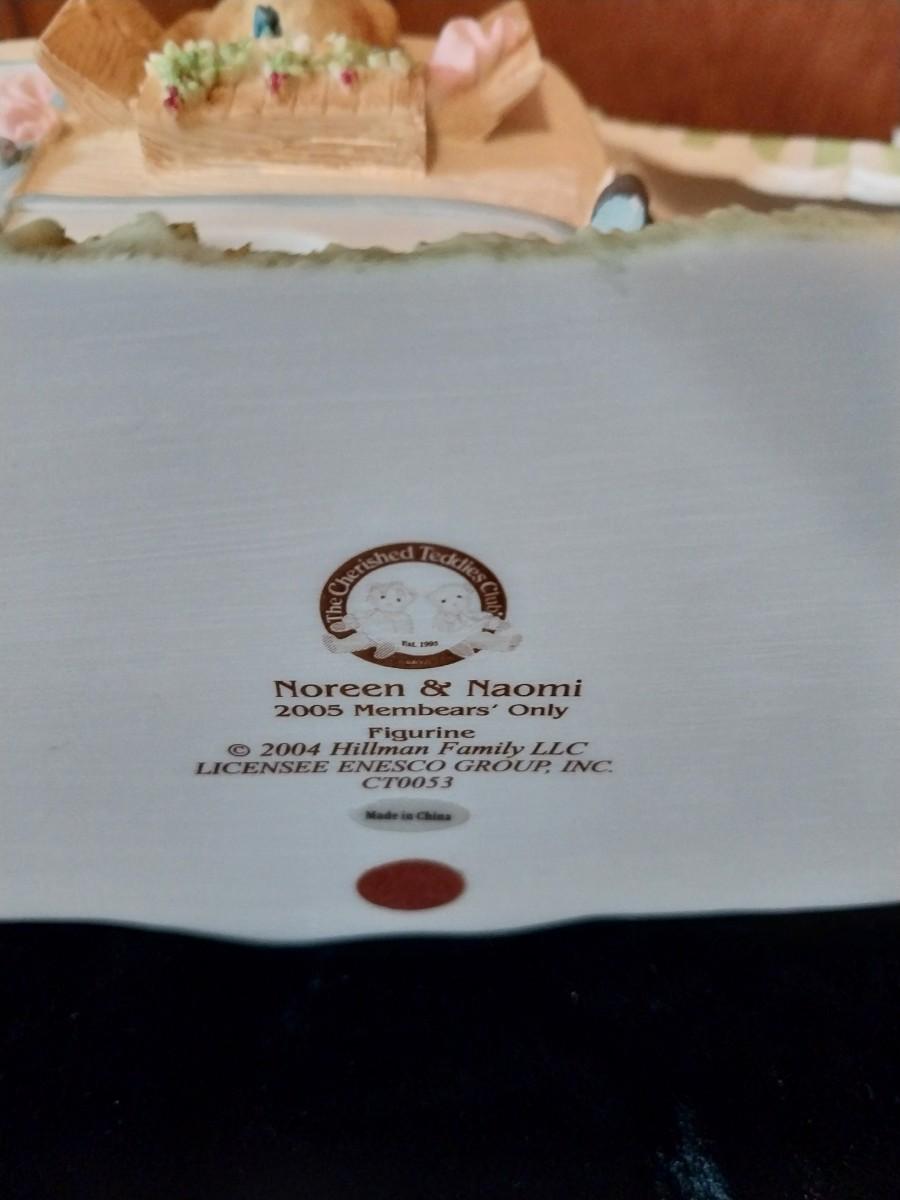 The Cherished Teddies Club
Est. 1995
Noreen & Naomi
2005 Membears' Only
Figurine
© 2004 Hillman Family LLC
LICENSEE ENESCO GROUP, INC.
CT0053
Made in China